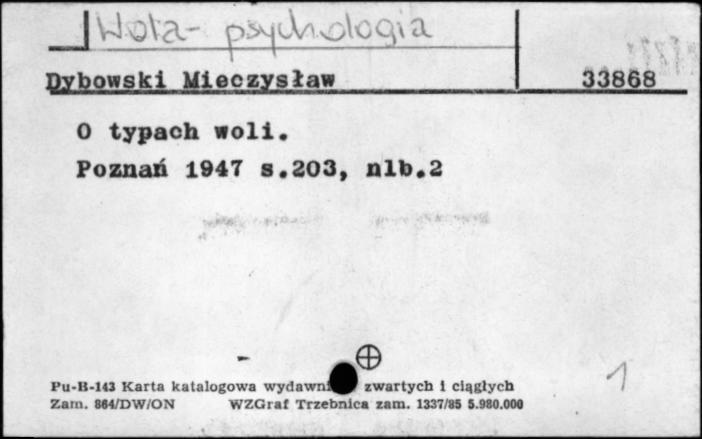 Wola - psychologia
Dybowski Mieczysław 33868
O typach woli.
Poznań 1947 s.203, nlb.2
Pu-B-143 Karta katalogowa wydawni zwartych i ciągłych
Zam. 864/DW/ON WZGraf Trzebnica zam. 1337/85 5.980.000
1